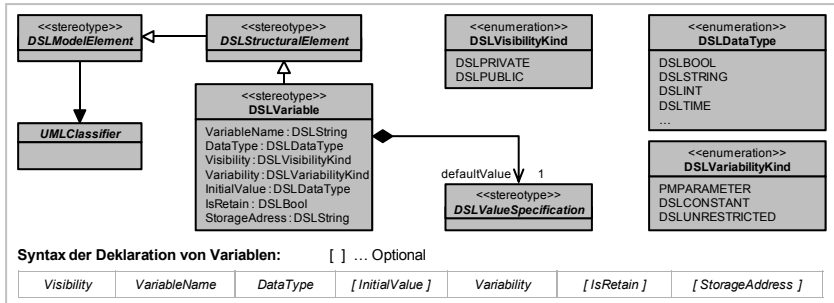 <<stereotype>>
DSLModelElement
<<stereotype>>
DSLStructuralElement
<<enumeration>>
DSLVisibilityKind
DSLPRIVATE
DSLPUBLIC
<<enumeration>>
DSLDataType
DSLBOOL
DSLSTRING
DSLINT
DSLTIME
...
UMLClassifier
<<stereotype>>
DSLVariable
VariableName : DSLString
DataType : DSLDataType
Visibility : DSLVisibilityKind
Variability : DSLVariabilityKind
InitialValue : DSLDataType
IsRetain : DSLBool
StorageAdress : DSLString
defaultValue 1
<<stereotype>>
DSLValueSpecification
<<enumeration>>
DSLVariabilityKind
PMPARAMETER
DSLCONSTANT
DSLUNRESTRICTED
Syntax der Deklaration von Variablen: [ ] ... Optional
Visibility VariableName DataType [ InitialValue ] Variability [ IsRetain ] [ StorageAddress ]